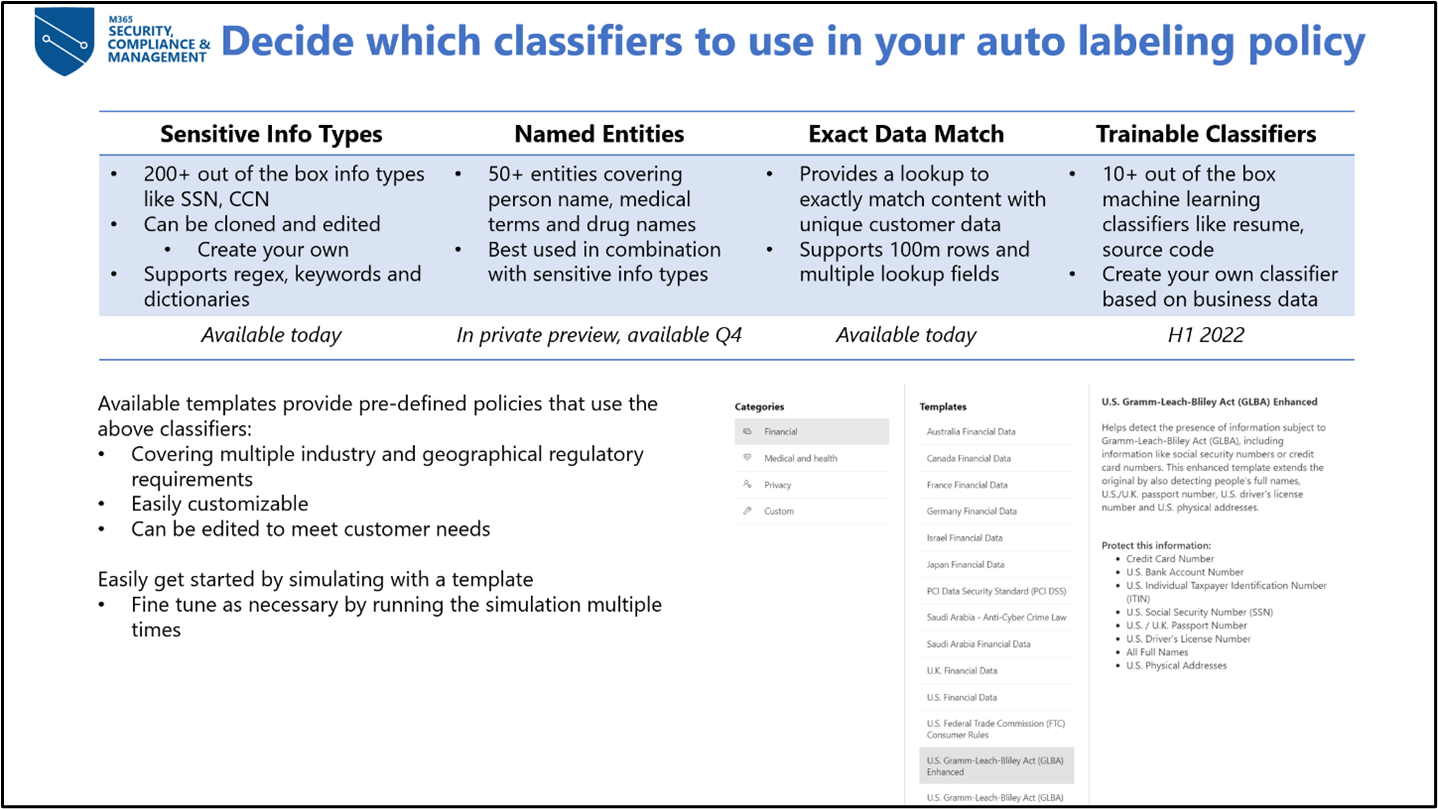 M365
SECURITY,
COMPLIANCE &
MANAGEMENT
Decide which classifiers to use in your auto labeling policy
Sensitive Info Types
• 200+ out of the box info types
like SSN, CCN
• Can be cloned and edited
• Create your own
• Supports regex, keywords and
dictionaries
Available today
Named Entities
• 50+ entities covering
person name, medical
terms and drug names
• Best used in combination
with sensitive info types
In private preview, available Q4
Exact Data Match
• Provides a lookup to
exactly match content with
unique customer data
• Supports 100m rows and
multiple lookup fields
Available today
Trainable Classifiers
• 10+ out of the box
machine learning
classifiers like resume,
source code
• Create your own classifier
based on business data
H1 2022
Available templates provide pre-defined policies that use the
above classifiers:
• Covering multiple industry and geographical regulatory
requirements
• Easily customizable
• Can be edited to meet customer needs
Easily get started by simulating with a template
• Fine tune as necessary by running the simulation multiple
times
Categories
Financial
Medical and health
Privacy
Custom
Templates
Australia Financial Data
Canada Financial Data
France Financial Data
Germany Financial Data
Israel Financial Data
Japan Financial Data
PCI Data Security Standard (PCI DSS)
Saudi Arabia - Anti-Cyber Crime Law
Saudi Arabia Financial Data
U.K. Financial Data
U.S. Financial Data
U.S. Federal Trade Commission (FTC)
Consumer Rules
U.S. Gramm-Leach-Bliley Act (GLBA)
Enhanced
U.S. Gramm-Leach-Bliley Act (GLBA)
U.S. Gramm-Leach-Bliley Act (GLBA) Enhanced
Helps detect the presence of information subject to
Gramm-Leach-Bliley Act (GLBA), including
information like social security numbers or credit
card numbers. This enhanced template extends the
original by also detecting people's full names,
U.S./U.K. passport number, U.S. driver's license
number and U.S. physical addresses.
Protect this information:
• Credit Card Number
• U.S. Bank Account Number
• U.S. Individual Taxpayer Identification Number
(ITIN)
• U.S. Social Security Number (SSN)
• U.S. / U.K. Passport Number
• U.S. Driver's License Number
• All Full Names
• U.S. Physical Addresses